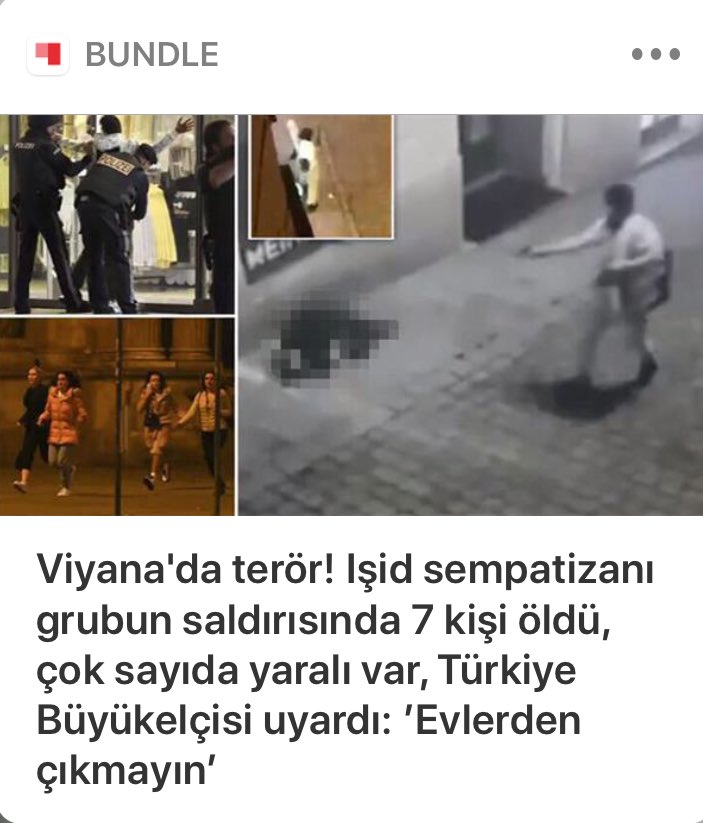 BUNDLE
POLIZEI
POLIZEI
Viyana'da terör! Işid sempatizanı
grubun saldırısında 7 kişi öldü,
çok sayıda yaralı var, Türkiye
Büyükelçisi uyardı: ’Evlerden
çıkmayın’